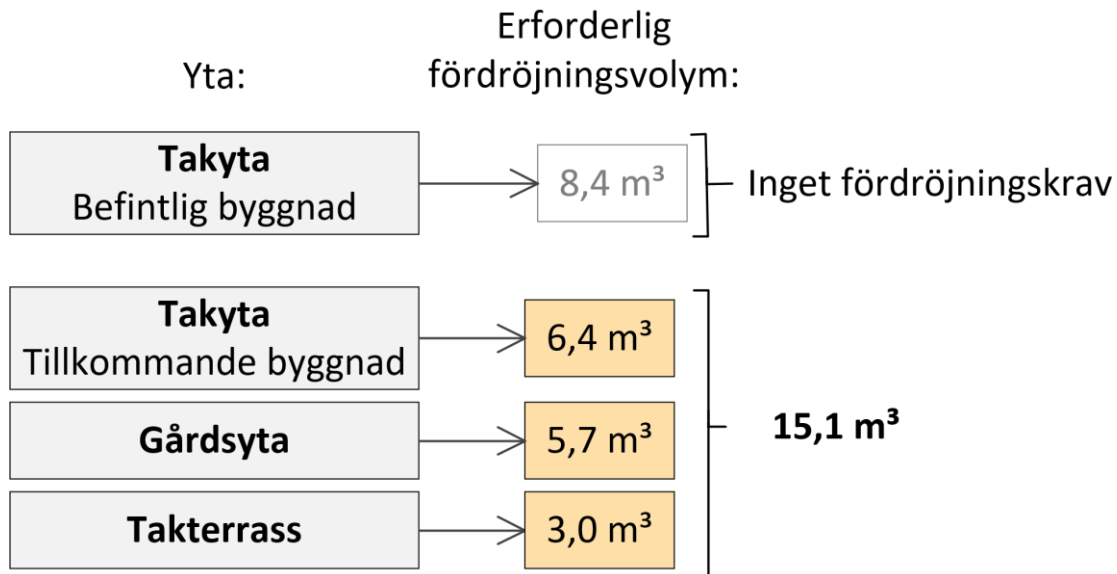 Yta:
Erforderlig
fördröjningsvolym:
Takyta
Befintlig byggnad
8,4 m³
Inget fördröjningskrav
Takyta
Tillkommande byggnad
6,4 m³
Gårdsyta
5,7 m³
15,1 m³
Takterrass
3,0 m³